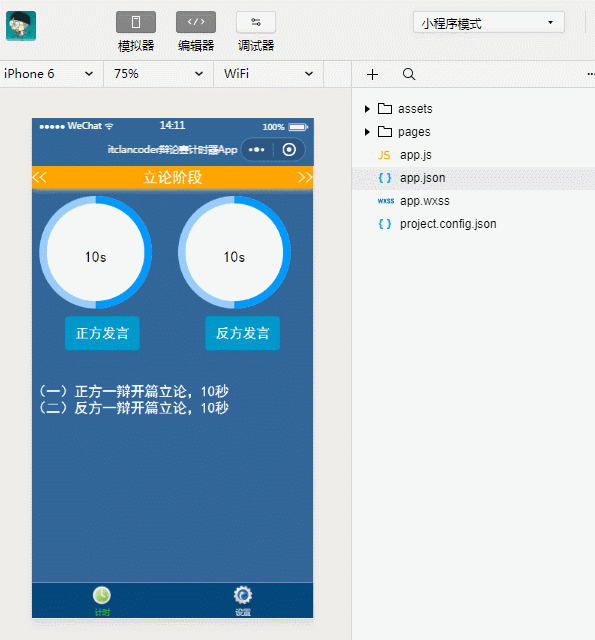 小程序模式
模拟器 编辑器 调试器
iPhone 6 75% WiFi
assets
pages
JS app.js
{ } app.json
wxss app.wxss
{ } project.config.json
●●●●● WeChat 14:11 100%
itclancoder辩论赛计时器App
<< 立论阶段 >>
10s 10s
正方发言 反方发言
(一) 正方一辩开篇立论, 10秒
(二) 反方一辩开篇立论, 10秒
计时 设置